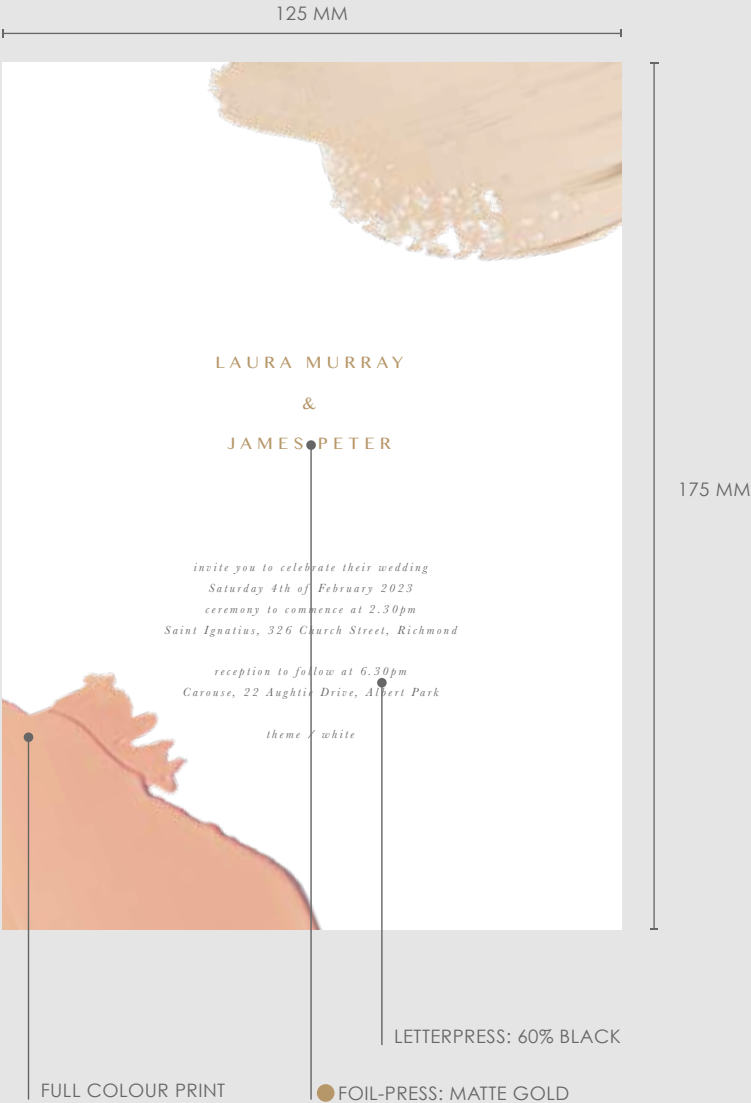 125 MM
LAURA MURRAY
&
JAMES PETER
175 MM
invite you to celebrate their wedding
Saturday 4th of February 2023
ceremony to commence at 2.30pm
Saint Ignatius, 326 Church Street, Richmond
reception to follow at 6.30pm
Carouse, 22 Aughtie Drive, Albert Park
theme / white
LETTERPRESS: 60% BLACK
FULL COLOUR PRINT
FOIL-PRESS: MATTE GOLD